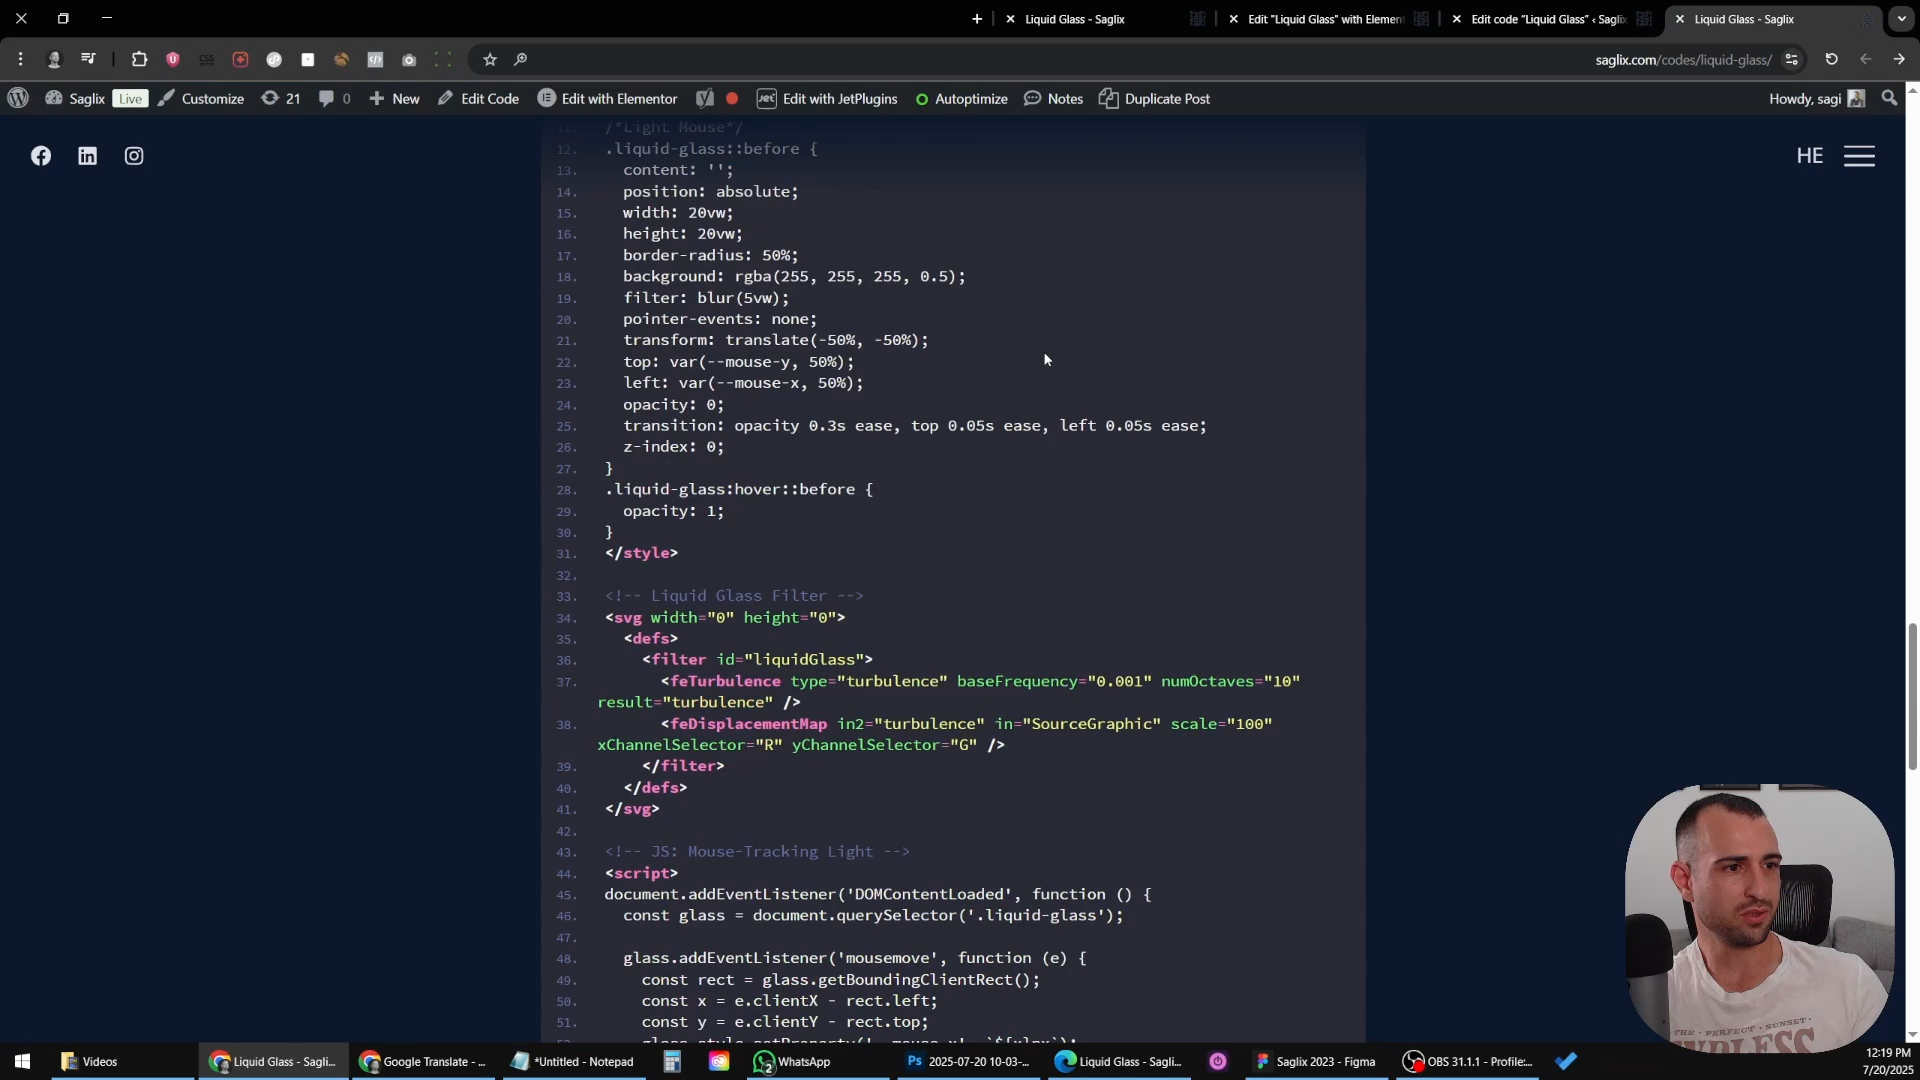 Liquid Glass - Saglix
Edit "Liquid Glass" with Elemen
Edit code "Liquid Glass" ‹ Saglix
Liquid Glass - Saglix
saglix.com/codes/liquid-glass/
Saglix
Live
Customize
21
0
New
Edit Code
Edit with Elementor
Edit with JetPlugins
Autoptimize
Notes
Duplicate Post
Howdy, sagi
HE
11. /*Light Mouse*/
12. .liquid-glass::before {
13. content: '';
14. position: absolute;
15. width: 20vw;
16. height: 20vw;
17. border-radius: 50%;
18. background: rgba(255, 255, 255, 0.5);
19. filter: blur(5vw);
20. pointer-events: none;
21. transform: translate(-50%, -50%);
22. top: var(--mouse-y, 50%);
23. left: var(--mouse-x, 50%);
24. opacity: 0;
25. transition: opacity 0.3s ease, top 0.05s ease, left 0.05s ease;
26. z-index: 0;
27. }
28. .liquid-glass:hover::before {
29. opacity: 1;
30. }
31. </style>
32.
33. <!-- Liquid Glass Filter -->
34. <svg width="0" height="0">
35. <defs>
36. <filter id="liquidGlass">
37. <feTurbulence type="turbulence" baseFrequency="0.001" numOctaves="10"
result="turbulence" />
38. <feDisplacementMap in2="turbulence" in="SourceGraphic" scale="100"
xChannelSelector="R" yChannelSelector="G" />
39. </filter>
40. </defs>
41. </svg>
42.
43. <!-- JS: Mouse-Tracking Light -->
44. <script>
45. document.addEventListener('DOMContentLoaded', function () {
46. const glass = document.querySelector('.liquid-glass');
47.
48. glass.addEventListener('mousemove', function (e) {
49. const rect = glass.getBoundingClientRect();
50. const x = e.clientX - rect.left;
51. const y = e.clientY - rect.top;
THE • PERFECT • SUNSET
Videos
Liquid Glass - Sagli...
Google Translate - ...
*Untitled - Notepad
2
WhatsApp
2025-07-20 10-03-...
Liquid Glass - Sagli...
Saglix 2023 - Figma
OBS 31.1.1 - Profile:...
12:19 PM
7/20/2025